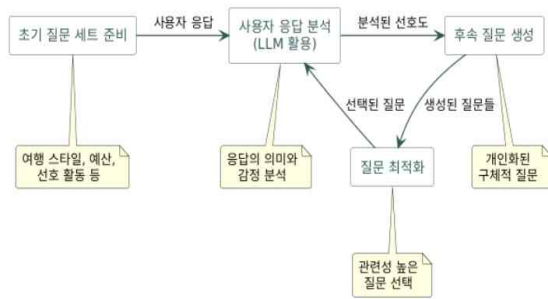 초기 질문 세트 준비
사용자 응답
사용자 응답 분석
(LLM 활용)
분석된 선호도
후속 질문 생성
선택된 질문
생성된 질문들
여행 스타일, 예산,
선호 활동 등
응답의 의미와
감정 분석
질문 최적화
개인화된
구체적 질문
관련성 높은
질문 선택